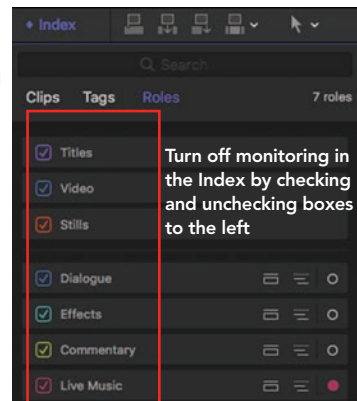 Index
Search
Clips Tags Roles 7 roles
Titles
Video
Stills
Turn off monitoring in
the Index by checking
and unchecking boxes
to the left
Dialogue
Effects
Commentary
Live Music